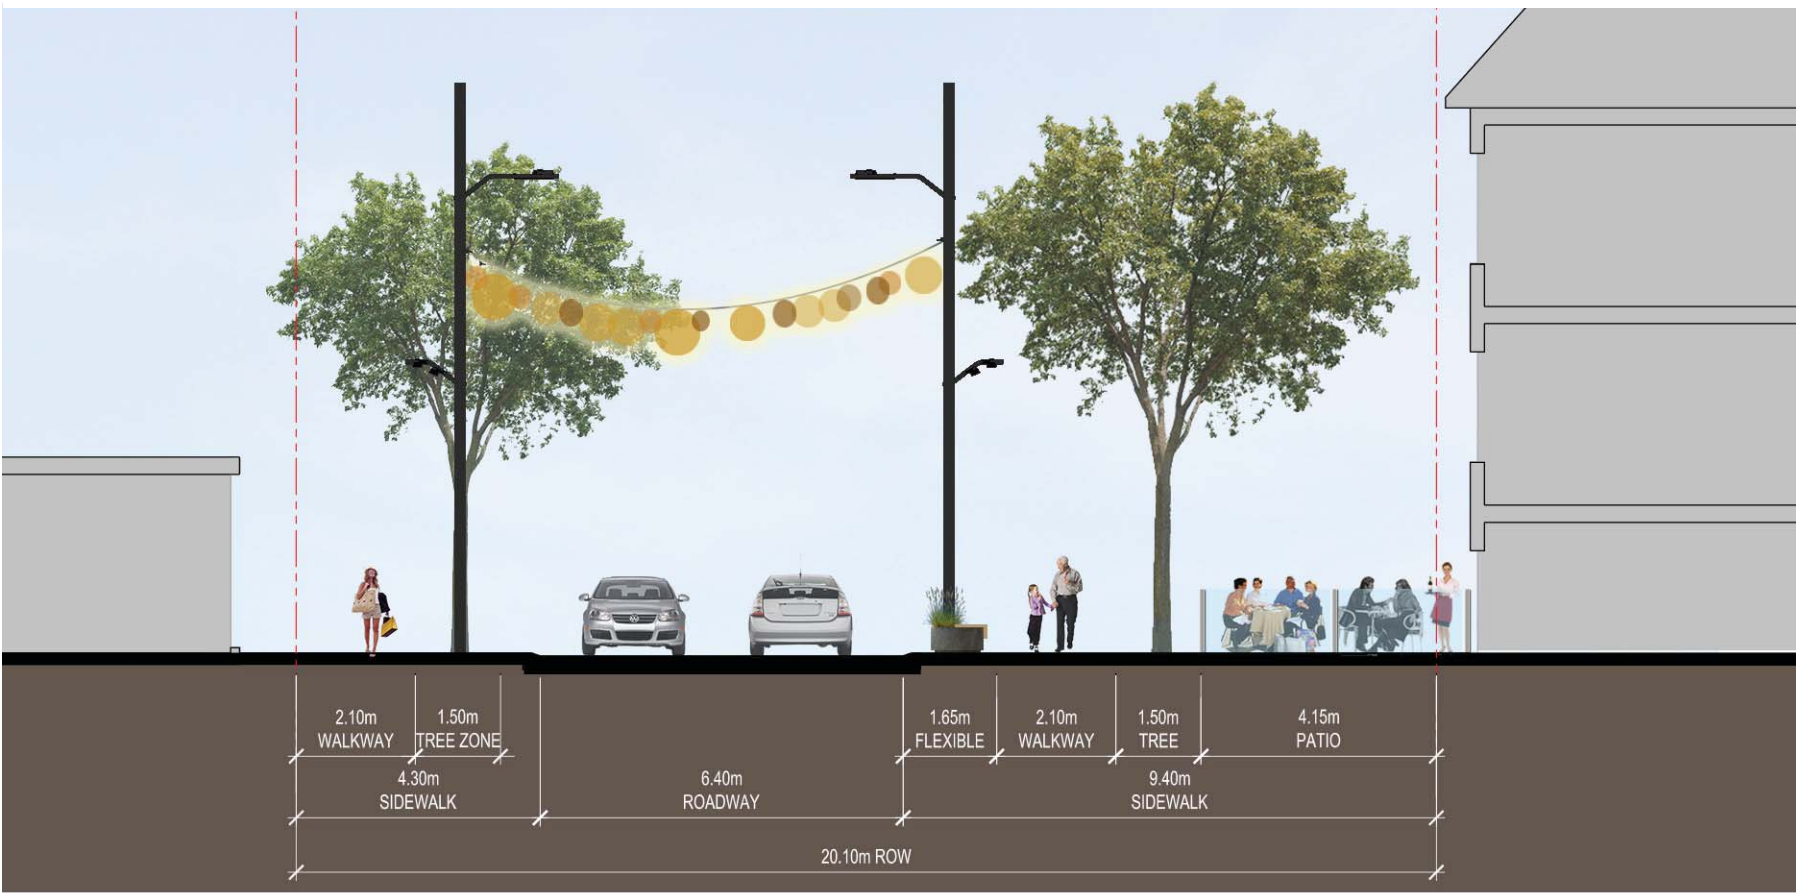 2.10m
WALKWAY
1.50m
TREE ZONE
1.65m
FLEXIBLE
2.10m
WALKWAY
1.50m
TREE
4.15m
PATIO
4.30m
SIDEWALK
6.40m
ROADWAY
9.40m
SIDEWALK
20.10m ROW